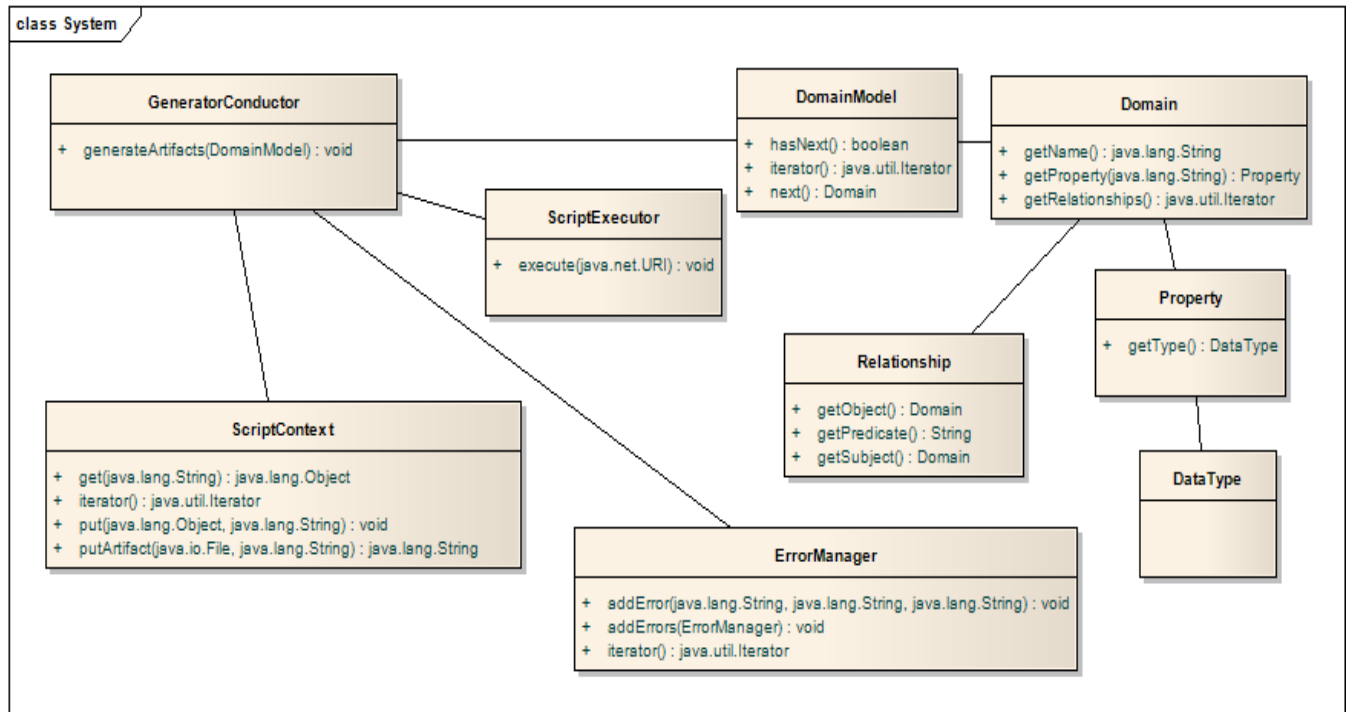 class System
GeneratorConductor
+ generateArtifacts(DomainModel) : void
DomainModel
+ hasNext() : boolean
+ iterator() : java.util.Iterator
+ next() : Domain
Domain
+ getName() : java.lang.String
+ getProperty(java.lang.String) : Property
+ getRelationships() : java.util.Iterator
ScriptExecutor
+ execute(java.net.URI) : void
Property
+ getType() : DataType
Relationship
+ getObject() : Domain
+ getPredicate() : String
+ getSubject() : Domain
ScriptContext
+ get(java.lang.String) : java.lang.Object
+ iterator() : java.util.Iterator
+ put(java.lang.Object, java.lang.String) : void
+ putArtifact(java.io.File, java.lang.String) : java.lang.String
DataType
ErrorManager
+ addError(java.lang.String, java.lang.String, java.lang.String) : void
+ addErrors(ErrorManager) : void
+ iterator() : java.util.Iterator